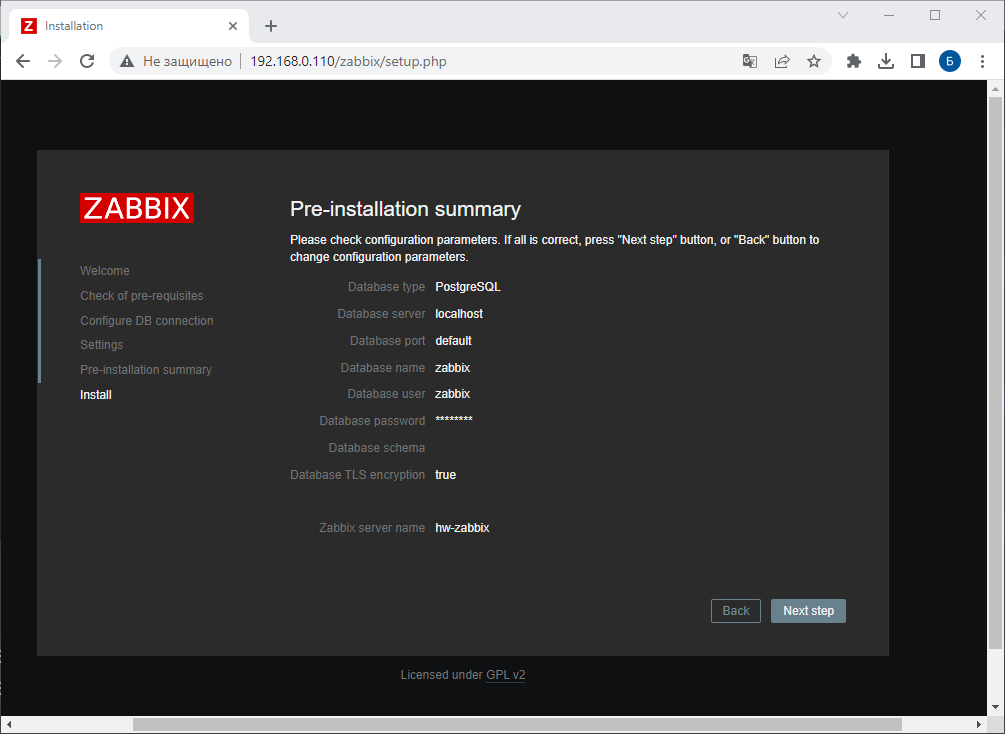 Installation
Не защищено
192.168.0.110/zabbix/setup.php
Б
ZABBIX
Welcome
Check of pre-requisites
Configure DB connection
Settings
Pre-installation summary
Install
Pre-installation summary
Please check configuration parameters. If all is correct, press "Next step" button, or "Back" button to
change configuration parameters.
Database type PostgreSQL
Database server localhost
Database port default
Database name zabbix
Database user zabbix
Database password ********
Database schema
Database TLS encryption true
Zabbix server name hw-zabbix
Back Next step
Licensed under GPL v2